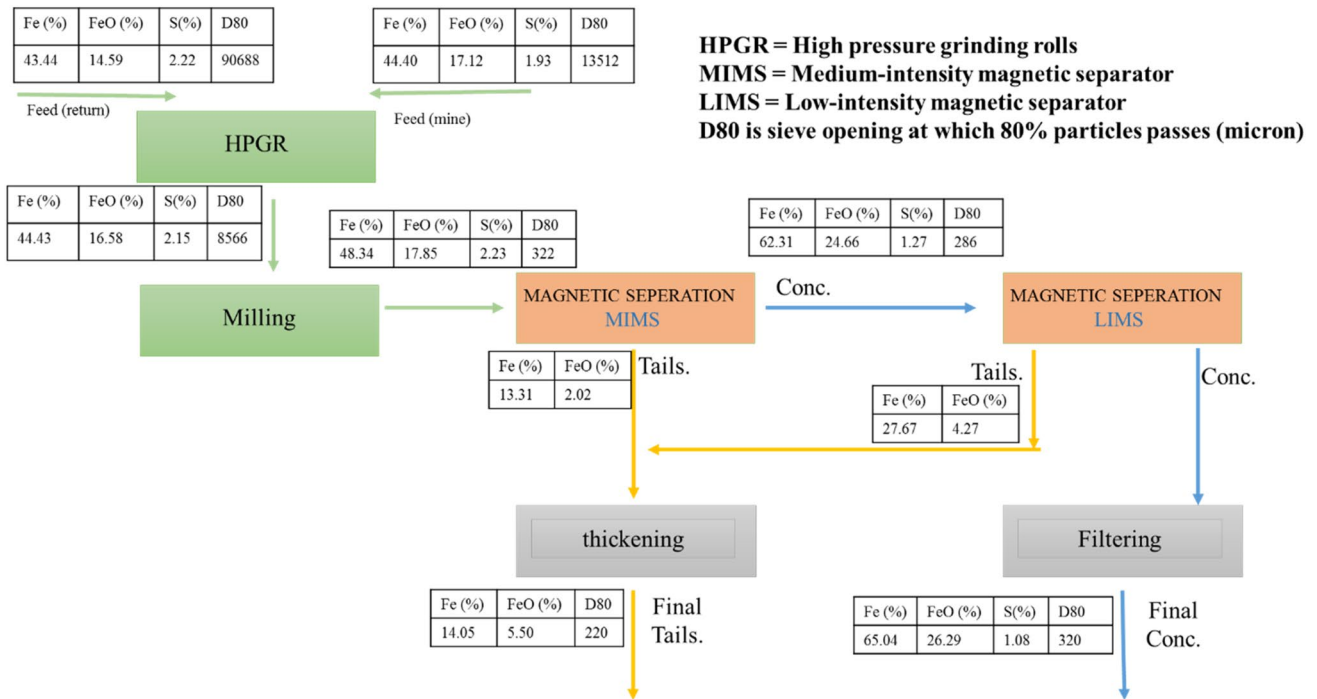 Fe (%) FeO (%) S(%) D80
43.44 14.59 2.22 90688
Feed (return)
Fe (%) FeO (%) S(%) D80
44.40 17.12 1.93 13512
Feed (mine)
HPGR = High pressure grinding rolls
MIMS = Medium-intensity magnetic separator
LIMS = Low-intensity magnetic separator
D80 is sieve opening at which 80% particles passes (micron)
HPGR
Fe (%) FeO (%) S(%) D80
44.43 16.58 2.15 8566
Fe (%) FeO (%) S(%) D80
48.34 17.85 2.23 322
Fe (%) FeO (%) S(%) D80
62.31 24.66 1.27 286
Milling
MAGNETIC SEPERATION
MIMS
Conc.
MAGNETIC SEPERATION
LIMS
Fe (%) FeO (%)
13.31 2.02
Tails.
Tails.
Fe (%) FeO (%)
27.67 4.27
Conc.
thickening
Filtering
Fe (%) FeO (%) D80
14.05 5.50 220
Final
Tails.
Fe (%) FeO (%) S(%) D80
65.04 26.29 1.08 320
Final
Conc.